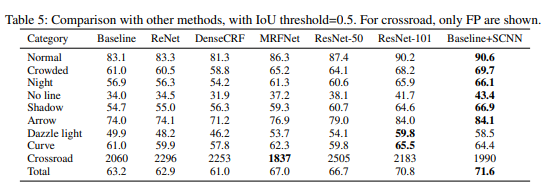 Table 5: Comparison with other methods, with IoU threshold=0.5. For crossroad, only FP are shown.
Category Baseline ReNet DenseCRF MRFNet ResNet-50 ResNet-101 Baseline+SCNN
Normal 83.1 83.3 81.3 86.3 87.4 90.2 90.6
Crowded 61.0 60.5 58.8 65.2 64.1 68.2 69.7
Night 56.9 56.3 54.2 61.3 60.6 65.9 66.1
No line 34.0 34.5 31.9 37.2 38.1 41.7 43.4
Shadow 54.7 55.0 56.3 59.3 60.7 64.6 66.9
Arrow 74.0 74.1 71.2 76.9 79.0 84.0 84.1
Dazzle light 49.9 48.2 46.2 53.7 54.1 59.8 58.5
Curve 61.0 59.9 57.8 62.3 59.8 65.5 64.4
Crossroad 2060 2296 2253 1837 2505 2183 1990
Total 63.2 62.9 61.0 67.0 66.7 70.8 71.6